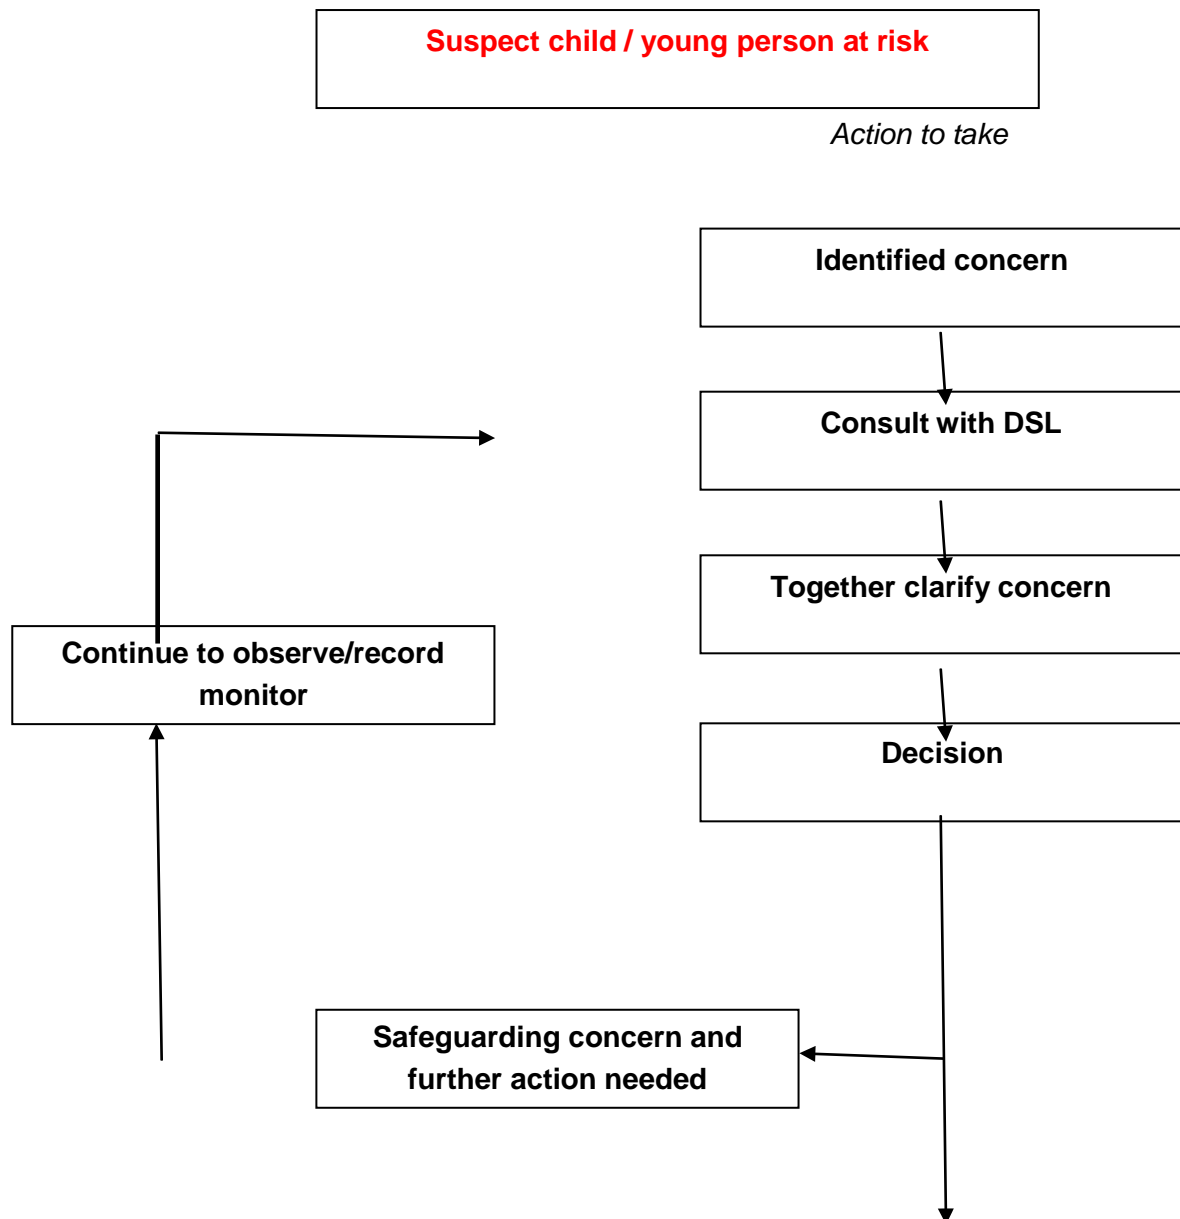 Suspect child / young person at risk
Action to take
Identified concern
Consult with DSL
Together clarify concern
Continue to observe/record
monitor
Decision
Safeguarding concern and
further action needed